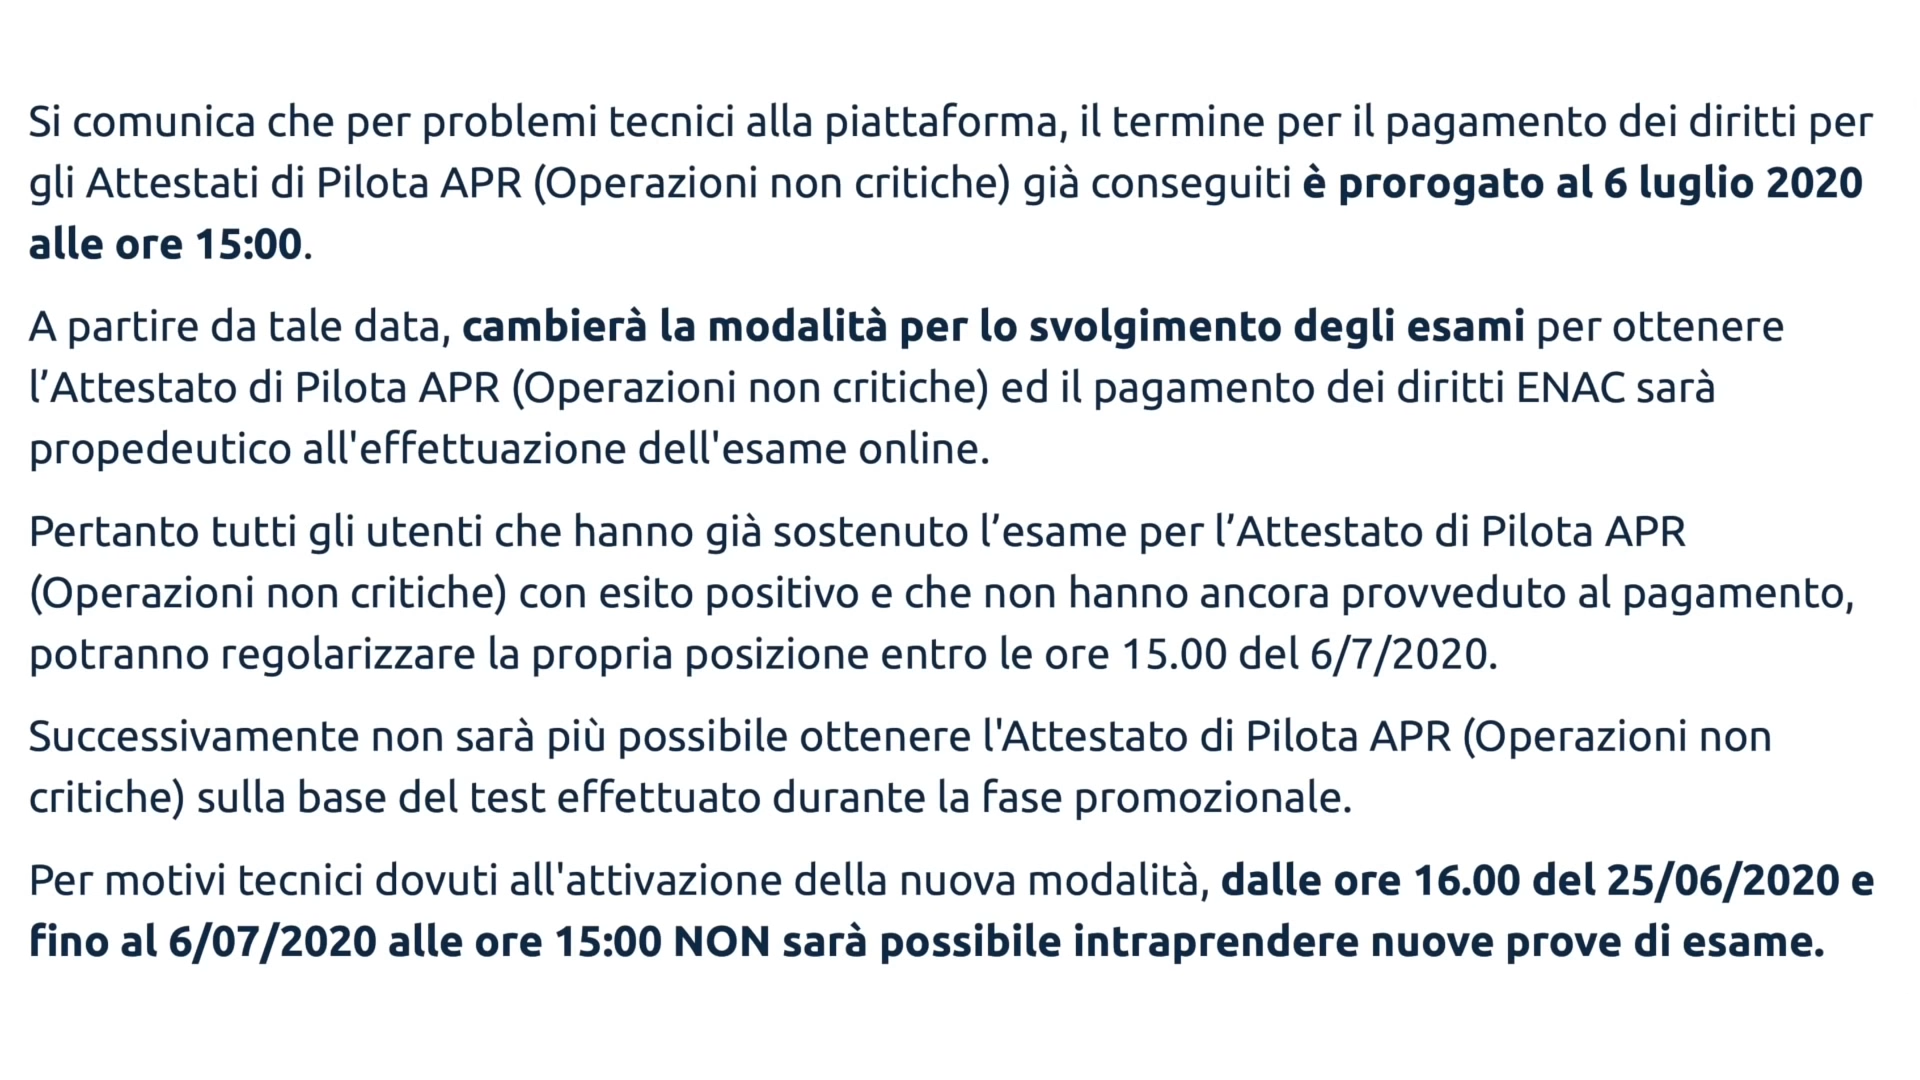 Si comunica che per problemi tecnici alla piattaforma, il termine per il pagamento dei diritti per
gli Attestati di Pilota APR (Operazioni non critiche) già conseguiti è prorogato al 6 luglio 2020
alle ore 15:00.
A partire da tale data, cambierà la modalità per lo svolgimento degli esami per ottenere
l’Attestato di Pilota APR (Operazioni non critiche) ed il pagamento dei diritti ENAC sarà
propedeutico all'effettuazione dell'esame online.
Pertanto tutti gli utenti che hanno già sostenuto l’esame per l’Attestato di Pilota APR
(Operazioni non critiche) con esito positivo e che non hanno ancora provveduto al pagamento,
potranno regolarizzare la propria posizione entro le ore 15.00 del 6/7/2020.
Successivamente non sarà più possibile ottenere l'Attestato di Pilota APR (Operazioni non
critiche) sulla base del test effettuato durante la fase promozionale.
Per motivi tecnici dovuti all'attivazione della nuova modalità, dalle ore 16.00 del 25/06/2020 e
fino al 6/07/2020 alle ore 15:00 NON sarà possibile intraprendere nuove prove di esame.